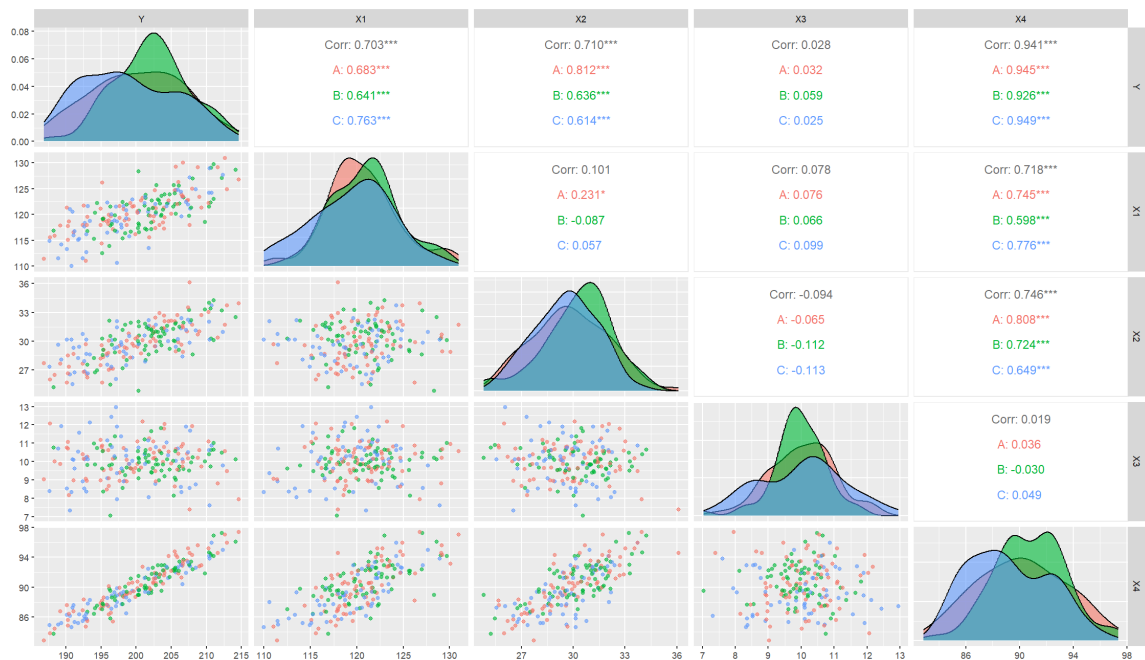 Y X1 X2 X3 X4
0.08
0.06
0.04
0.02
0.00
Corr: 0.703***
A: 0.683***
B: 0.641***
C: 0.763***
Corr: 0.710***
A: 0.812***
B: 0.636***
C: 0.614***
Corr: 0.028
A: 0.032
B: 0.059
C: 0.025
Corr: 0.941***
A: 0.945***
B: 0.926***
C: 0.949***
Y
130
125
120
115
110
Corr: 0.101
A: 0.231*
B: -0.087
C: 0.057
Corr: 0.078
A: 0.076
B: 0.066
C: 0.099
Corr: 0.718***
A: 0.745***
B: 0.598***
C: 0.776***
X1
36
33
30
27
Corr: -0.094
A: -0.065
B: -0.112
C: -0.113
Corr: 0.746***
A: 0.808***
B: 0.724***
C: 0.649***
X2
13
12
11
10
9
8
7
Corr: 0.019
A: 0.036
B: -0.030
C: 0.049
X3
98
94
90
86
X4
190 195 200 205 210 215 110 115 120 125 130 27 30 33 36 7 8 9 10 11 12 13 86 90 94 98